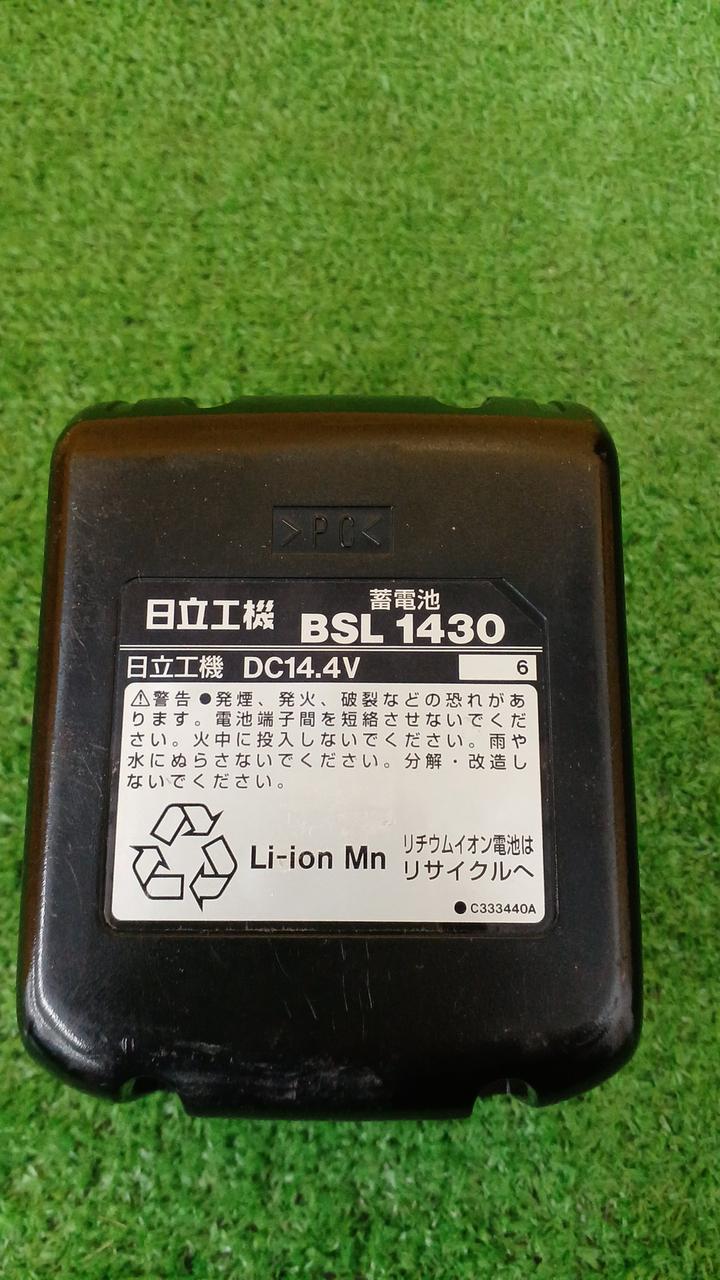 >PC<
日立工機
蓄電池
BSL 1430
日立工機 DC14.4V 6
⚠警告 ●発煙、発火、破裂などの恐れがあ
ります。電池端子間を短絡させないでくだ
さい。火中に投入しないでください。雨や
水にぬらさないでください。分解・改造し
ないでください。
Li-ion Mn
リチウムイオン電池は
リサイクルへ
●C333440A